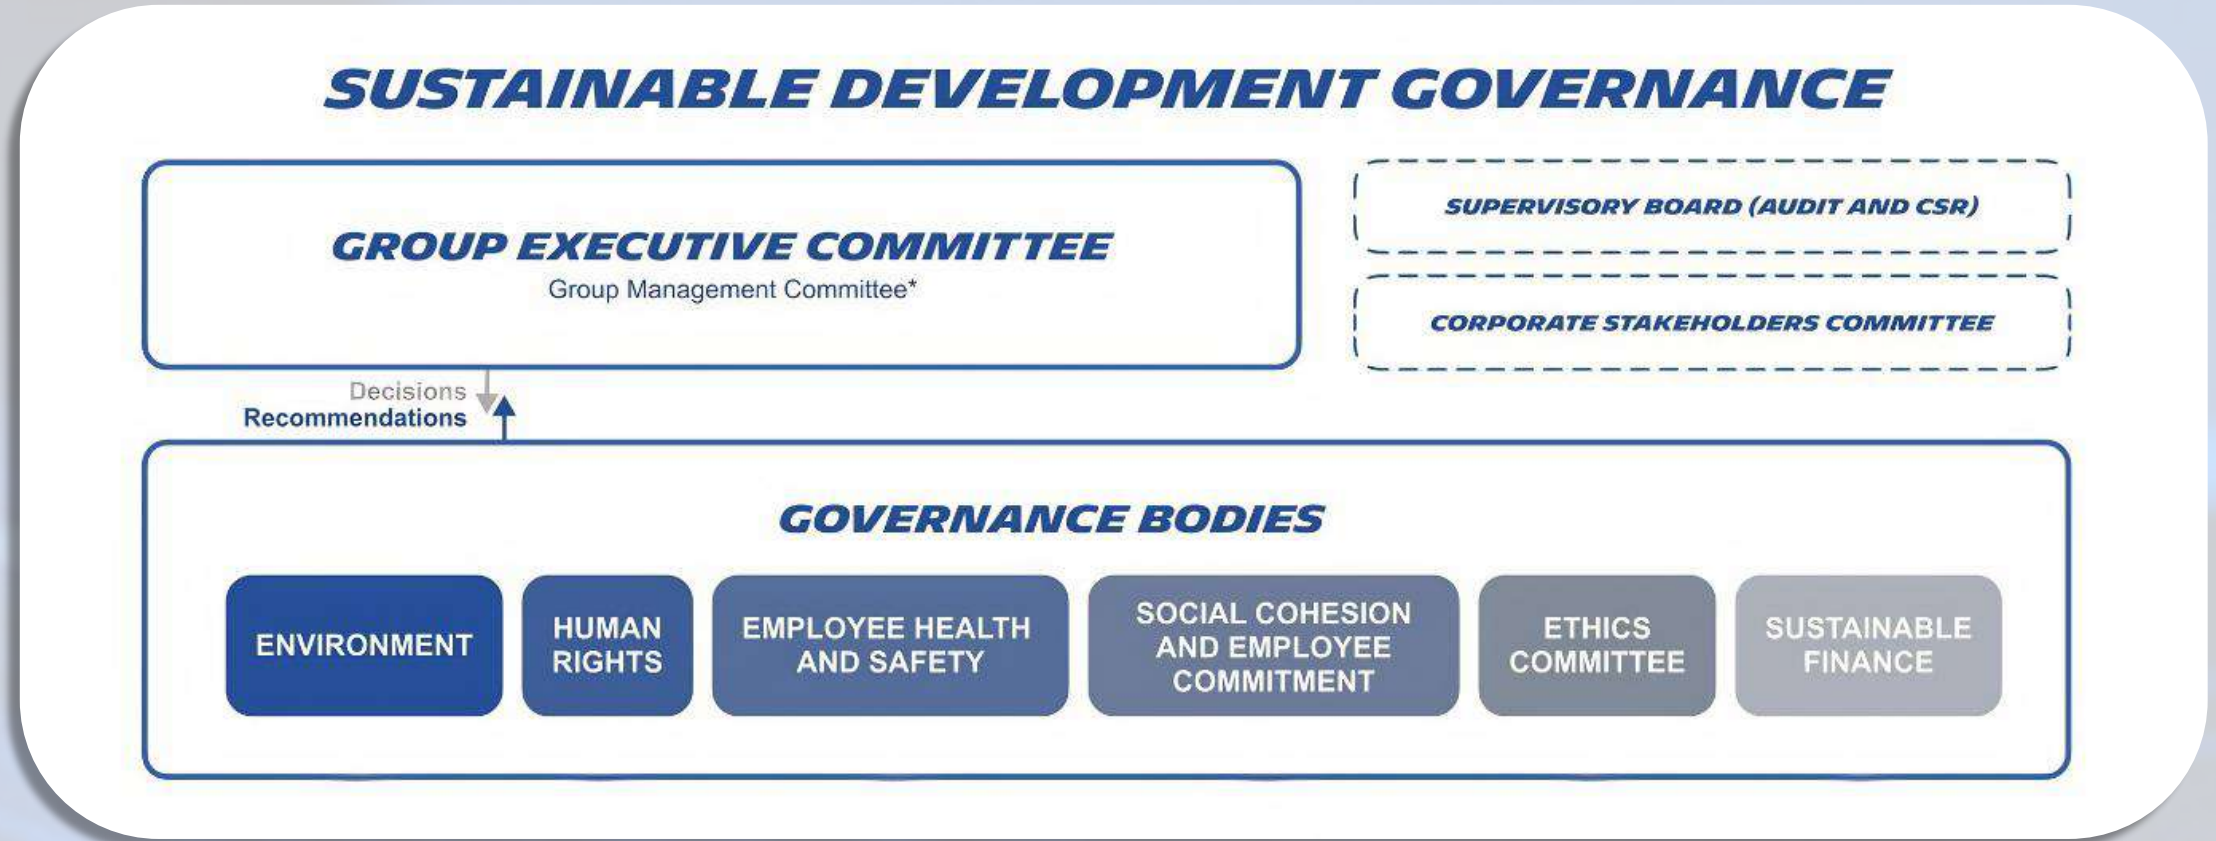 SUSTAINABLE DEVELOPMENT GOVERNANCE
GROUP EXECUTIVE COMMITTEE
Group Management Committee*
SUPERVISORY BOARD (AUDIT AND CSR)
CORPORATE STAKEHOLDERS COMMITTEE
Decisions
Recommendations
GOVERNANCE BODIES
ENVIRONMENT
HUMAN
RIGHTS
EMPLOYEE HEALTH
AND SAFETY
SOCIAL COHESION
AND EMPLOYEE
COMMITMENT
ETHICS
COMMITTEE
SUSTAINABLE
FINANCE